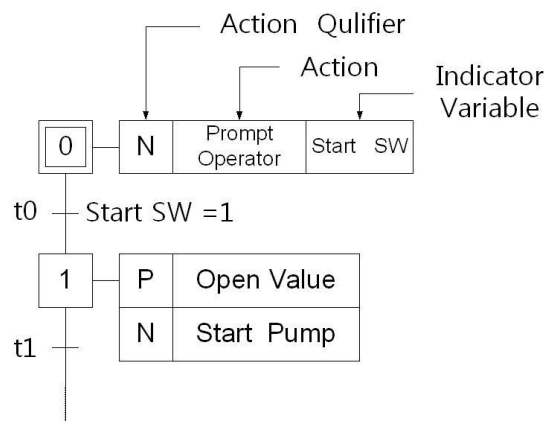 Action Qulifier
Action
Indicator
Variable
0
N
Prompt
Operator
Start SW
t0
Start SW =1
1
P
Open Value
N
Start Pump
t1